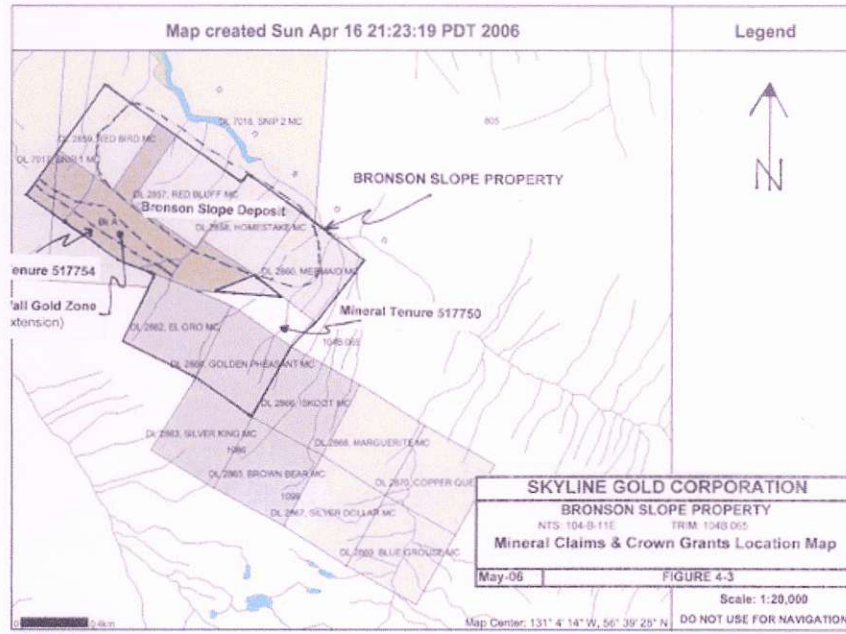 Map created Sun Apr 16 21:23:19 PDT 2006
Legend
N
DL 7018, SNIP 2 MC
805
DL 2859, RED BIRD MC
SNIP 1 MC
DL 2857, RED BLUFF MC
BRONSON SLOPE PROPERTY
Bronson Slope Deposit
HOMESTAKE MC
DL 2860, MERMAID MC
enure 517754
all Gold Zone
xtension)
Mineral Tenure 517750
DL 2862, EL ORO MC
104B.065
GOLDEN PHEASANT MC
DL 2866, ISKOOT MC
DL 2863, SILVER KING MC
DL 2868, MARGUERITE MC
DL 2865, BROWN BEAR MC
DL 2870, COPPER QUE
DL 2867, SILVER DOLLAR MC
DL 2869, BLUE GROUSE MC
SKYLINE GOLD CORPORATION
BRONSON SLOPE PROPERTY
NTS: 104-B-11E TRIM: 104B.065
Mineral Claims & Crown Grants Location Map
May-06 FIGURE 4-3
Scale: 1:20,000
Map Center: 131° 4' 14" W, 56° 39' 25" N
DO NOT USE FOR NAVIGATION